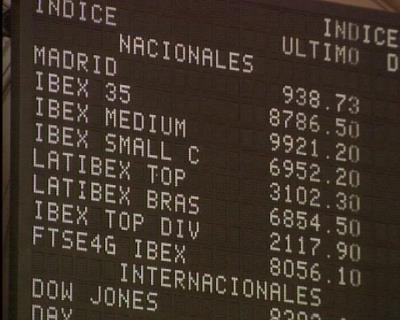 INDICE
INDICE ULTIMO D
NACIONALES
MADRID 938.73
IBEX 35 8786.50
IBEX MEDIUM 9921.20
IBEX SMALL C 6952.20
LATIBEX TOP 3102.30
LATIBEX BRAS 6854.50
IBEX TOP DIV 2117.90
FTSE4G IBEX 8056.10
INTERNACIONALES
DOW JONES